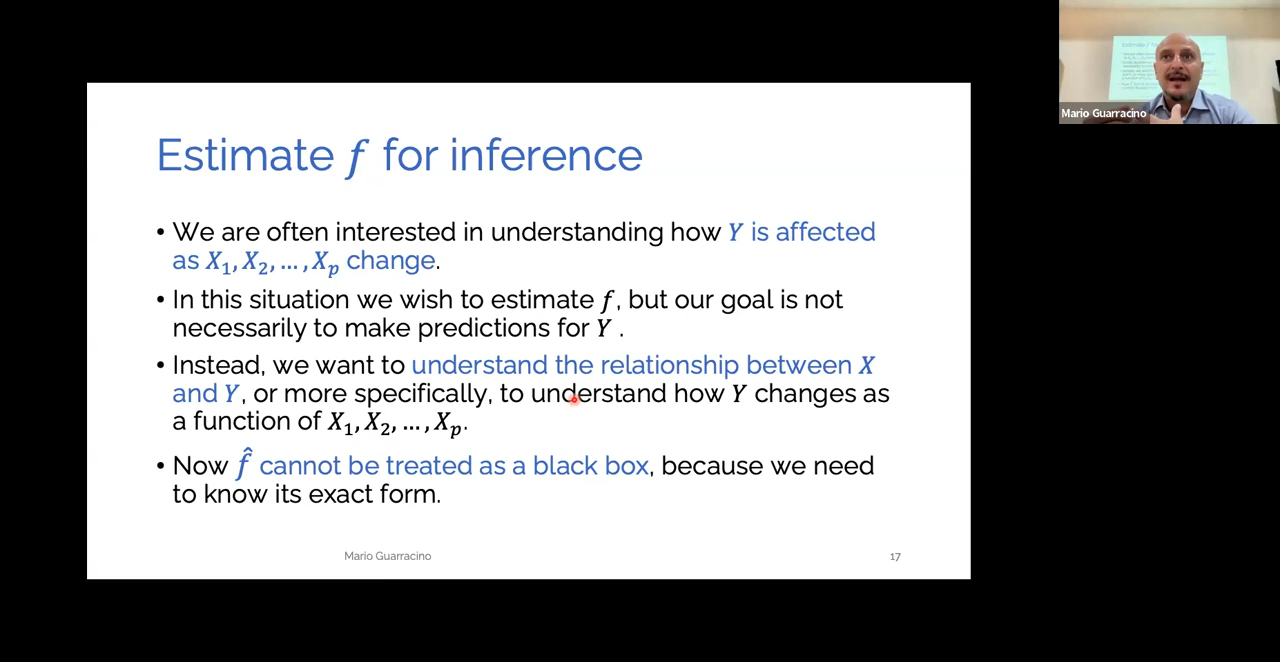 Estimate f for inference
• We are often interested in understanding how Y is affected
as X₁, X₂, … , Xₚ change.
• In this situation we wish to estimate f, but our goal is not
necessarily to make predictions for Y .
• Instead, we want to understand the relationship between X
and Y, or more specifically, to understand how Y changes as
a function of X₁, X₂, … , Xₚ.
• Now f̂ cannot be treated as a black box, because we need
to know its exact form.
Mario Guarracino
17
Mario Guarracino